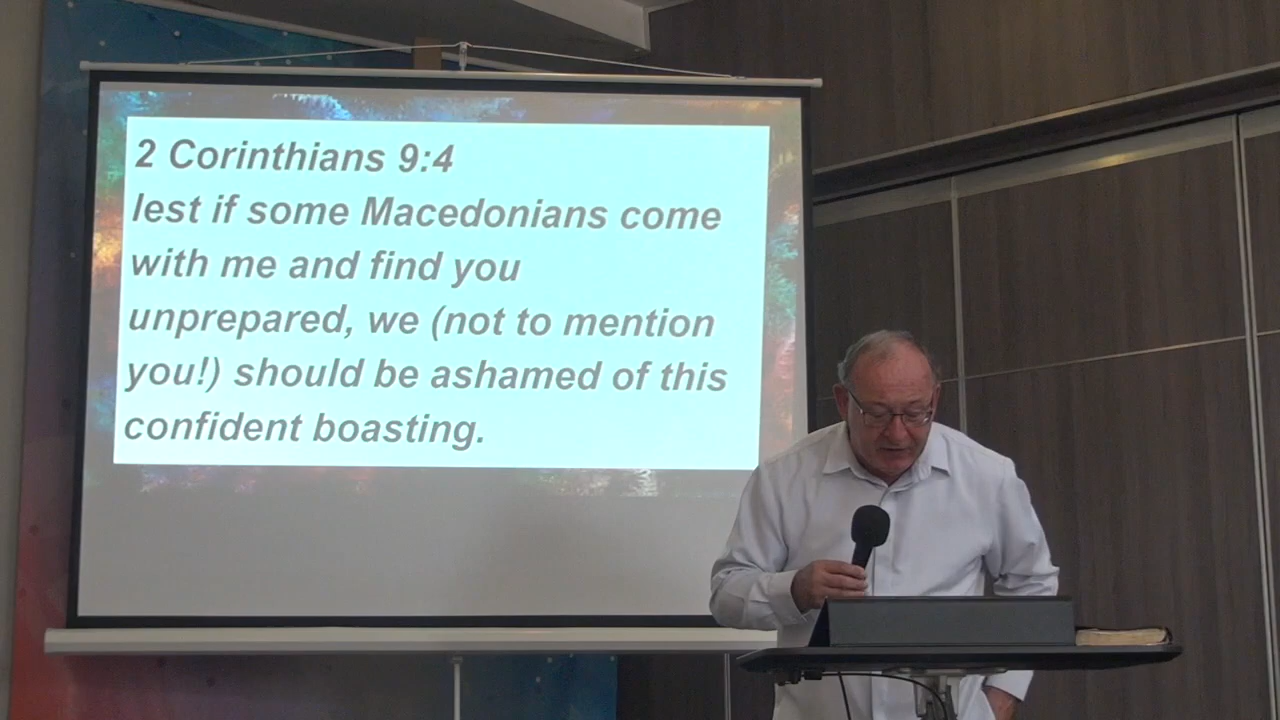 2 Corinthians 9:4
lest if some Macedonians come
with me and find you
unprepared, we (not to mention
you!) should be ashamed of this
confident boasting.